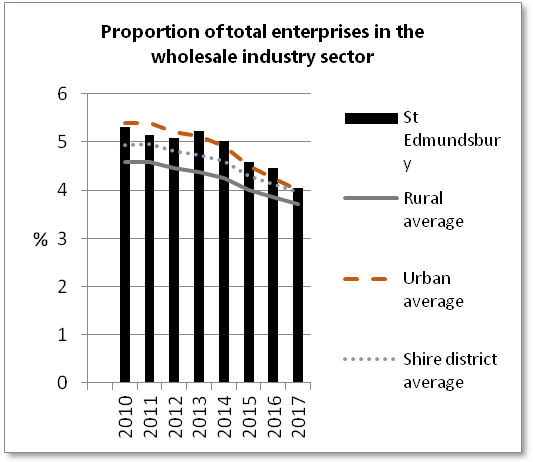 Proportion of total enterprises in the
wholesale industry sector
6
5
4
3
2
1
0
%
2010
2011
2012
2013
2014
2015
2016
2017
St
Edmundsbur
y
Rural
average
Urban
average
Shire district
average